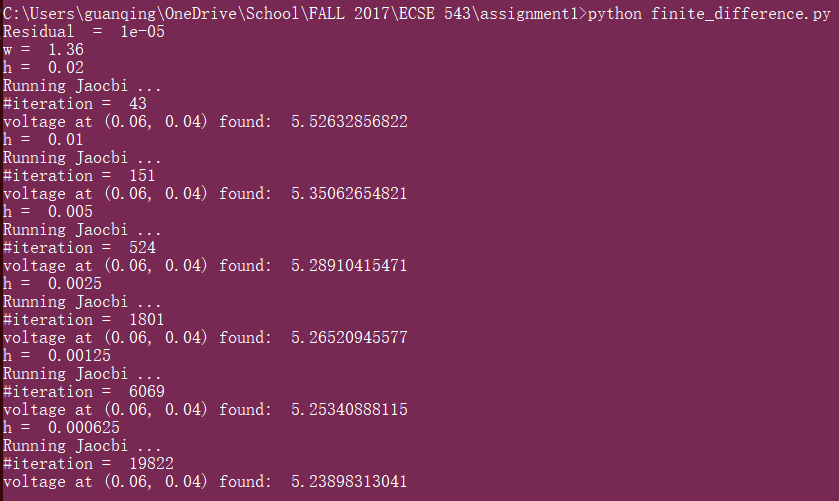 C:\Users\guanqing\OneDrive\School\FALL 2017\ECSE 543\assignment1>python finite_difference.py
Residual  =  1e-05
w =  1.36
h =  0.02
Running Jaocbi ...
#iteration =  43
voltage at (0.06, 0.04) found:  5.52632856822
h =  0.01
Running Jaocbi ...
#iteration =  151
voltage at (0.06, 0.04) found:  5.35062654821
h =  0.005
Running Jaocbi ...
#iteration =  524
voltage at (0.06, 0.04) found:  5.28910415471
h =  0.0025
Running Jaocbi ...
#iteration =  1801
voltage at (0.06, 0.04) found:  5.26520945577
h =  0.00125
Running Jaocbi ...
#iteration =  6069
voltage at (0.06, 0.04) found:  5.25340888115
h =  0.000625
Running Jaocbi ...
#iteration =  19822
voltage at (0.06, 0.04) found:  5.23898313041